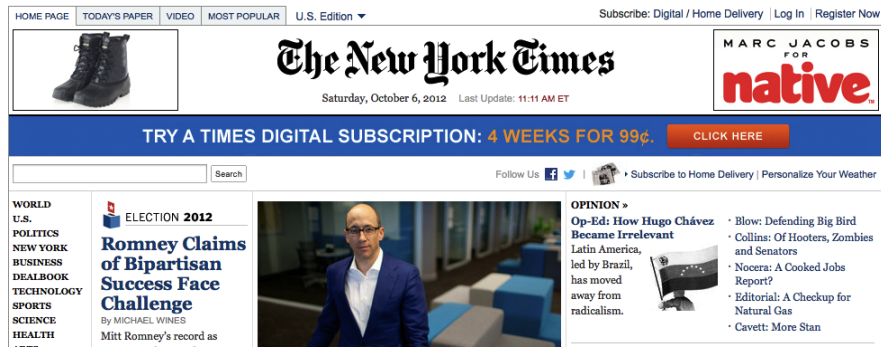 HOME PAGE TODAY'S PAPER VIDEO MOST POPULAR U.S. Edition
Subscribe: Digital / Home Delivery Log In Register Now
The New York Times
Saturday, October 6, 2012 Last Update: 11:11 AM ET
MARC JACOBS
FOR
native
TRY A TIMES DIGITAL SUBSCRIPTION: 4 WEEKS FOR 99¢. CLICK HERE
Search
Follow Us Subscribe to Home Delivery | Personalize Your Weather
WORLD
U.S.
POLITICS
NEW YORK
BUSINESS
DEALBOOK
TECHNOLOGY
SPORTS
SCIENCE
HEALTH
ELECTION 2012
Romney Claims
of Bipartisan
Success Face
Challenge
By MICHAEL WINES
Mitt Romney's record as
OPINION »
Op-Ed: How Hugo Chávez
Became Irrelevant
Latin America,
led by Brazil,
has moved
away from
radicalism.
· Blow: Defending Big Bird
· Collins: Of Hooters, Zombies
and Senators
· Nocera: A Cooked Jobs
Report?
· Editorial: A Checkup for
Natural Gas
· Cavett: More Stan